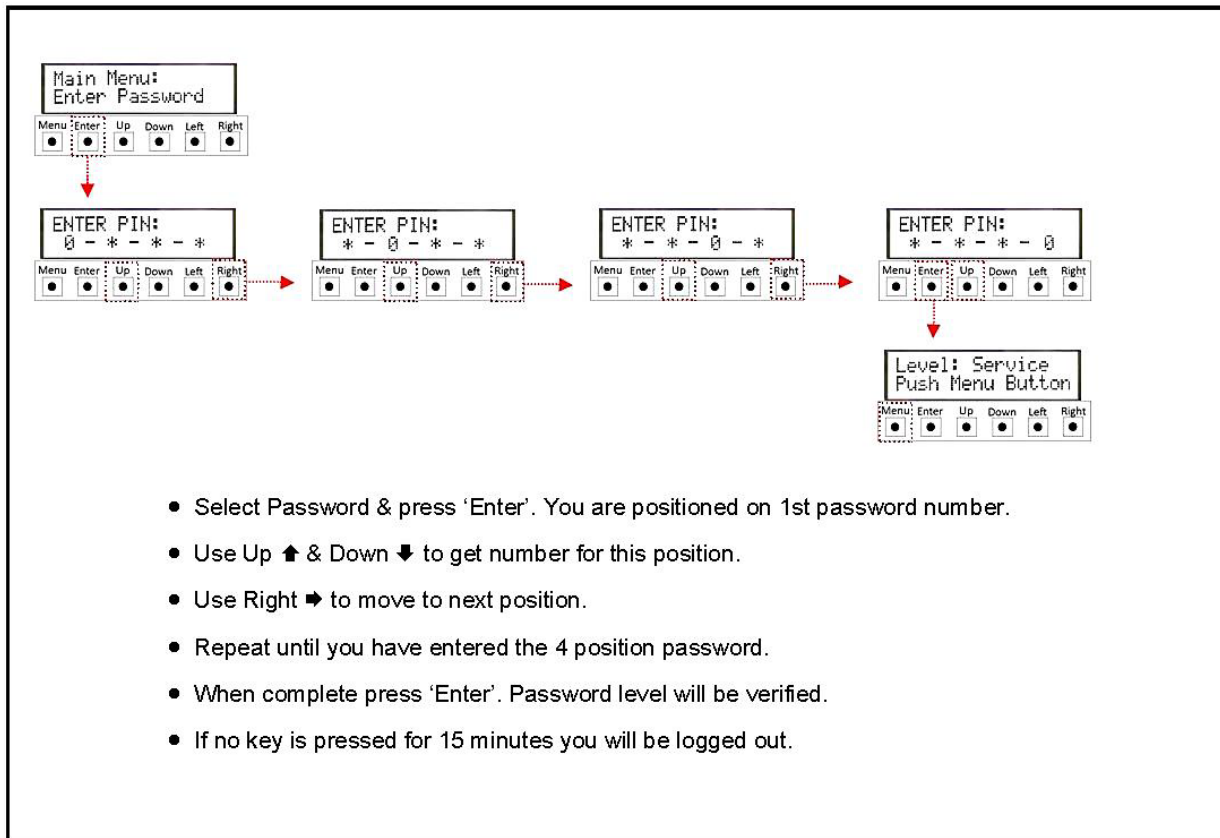 Main Menu:
Enter Password
Menu Enter Up Down Left Right
ENTER PIN:
0 - * - * - *
Menu Enter Up Down Left Right
ENTER PIN:
* - 0 - * - *
Menu Enter Up Down Left Right
ENTER PIN:
* - * - 0 - *
Menu Enter Up Down Left Right
ENTER PIN:
* - * - * - 0
Menu Enter Up Down Left Right
Level: Service
Push Menu Button
Menu Enter Up Down Left Right
● Select Password & press ‘Enter’. You are positioned on 1st password number.
● Use Up ⬆ & Down ⬇ to get number for this position.
● Use Right ➡ to move to next position.
● Repeat until you have entered the 4 position password.
● When complete press ‘Enter’. Password level will be verified.
● If no key is pressed for 15 minutes you will be logged out.